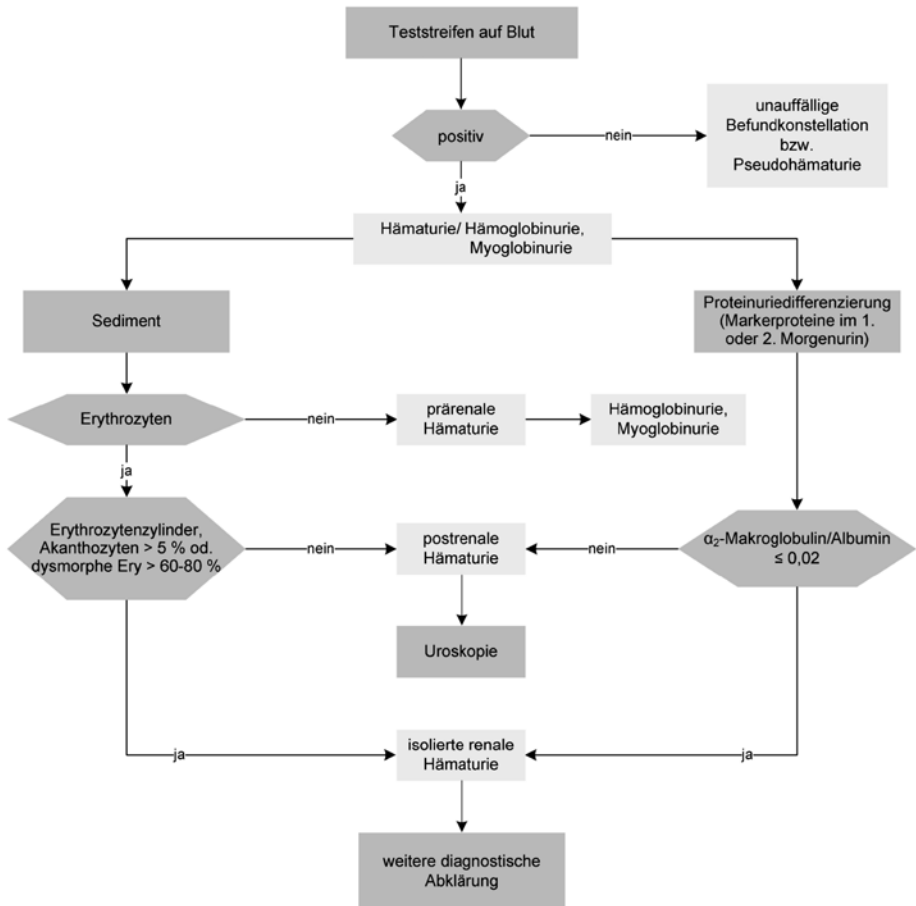 Teststreifen auf Blut
positiv
nein
unauffällige
Befundkonstellation
bzw.
Pseudohämaturie
ja
Hämaturie/ Hämoglobinurie,
Myoglobinurie
Sediment
Proteinuriedifferenzierung
(Markerproteine im 1.
oder 2. Morgenurin)
Erythrozyten
nein
prärenale
Hämaturie
Hämoglobinurie,
Myoglobinurie
ja
Erythrozytenzylinder,
Akanthozyten > 5 % od.
dysmorphe Ery > 60-80 %
nein
postrenale
Hämaturie
nein
α₂-Makroglobulin/Albumin
≤ 0,02
Uroskopie
ja
isolierte renale
Hämaturie
ja
weitere diagnostische
Abklärung